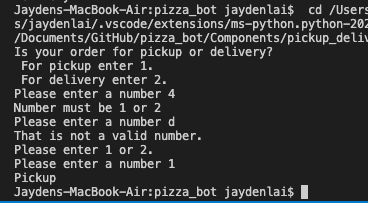 Jaydens-MacBook-Air:pizza_bot jaydenlai$  cd /Users
s/jaydenlai/.vscode/extensions/ms-python.python-202
/Documents/GitHub/pizza_bot/Components/pickup_deliv
Is your order for pickup or delivery?
 For pickup enter 1.
 For delivery enter 2.
Please enter a number 4
Number must be 1 or 2
Please enter a number d
That is not a valid number.
Please enter 1 or 2.
Please enter a number 1
Pickup
Jaydens-MacBook-Air:pizza_bot jaydenlai$